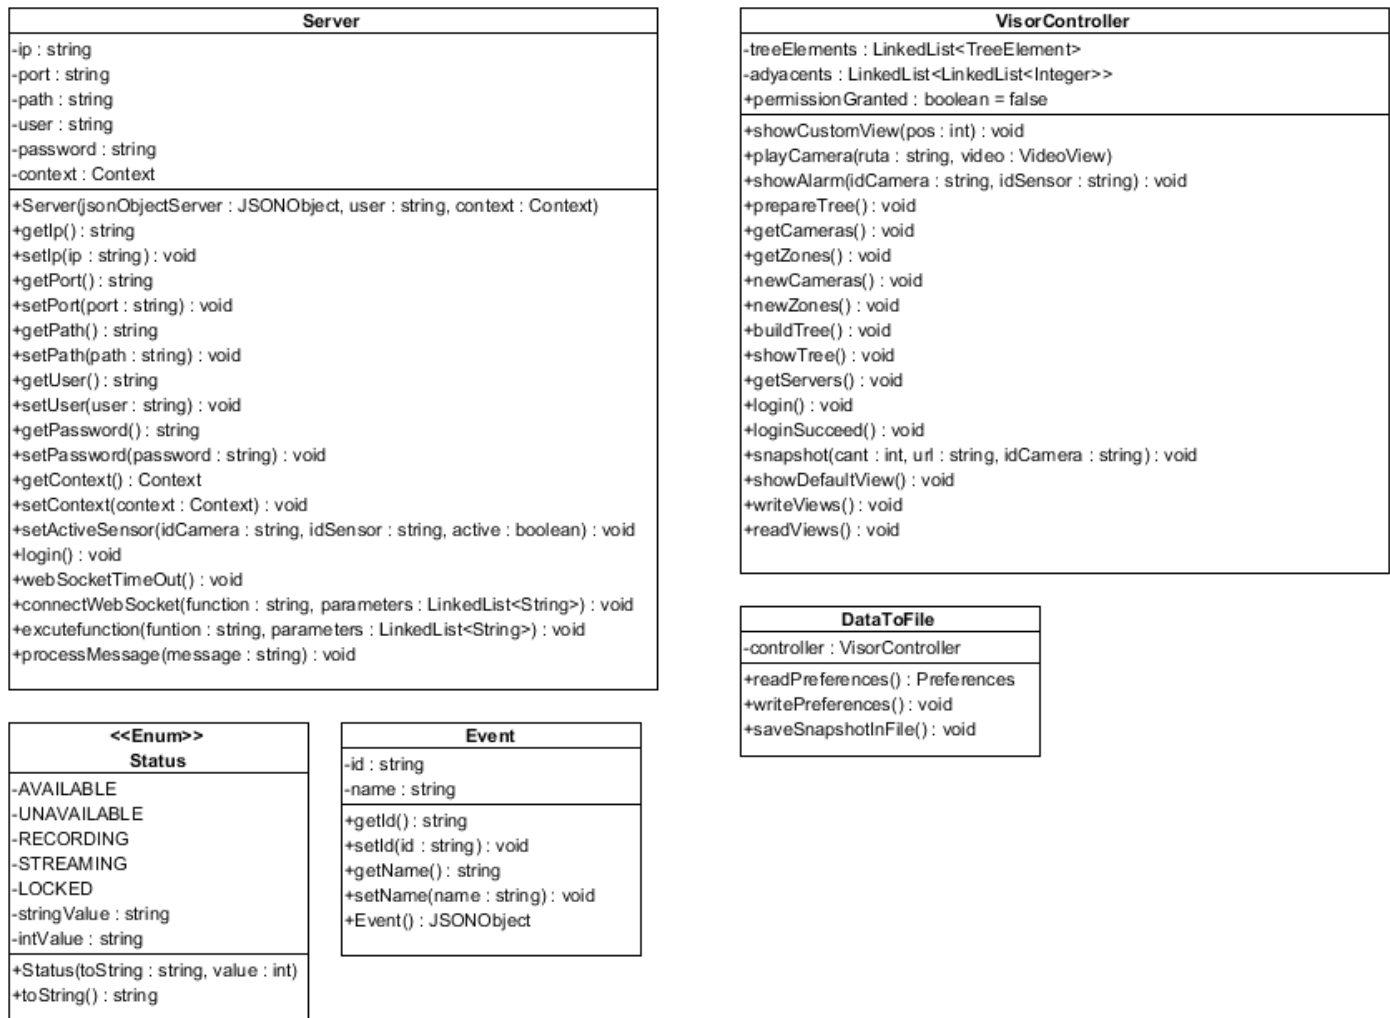 Server
-ip : string
-port : string
-path : string
-user : string
-password : string
-context : Context
+Server(jsonObjectServer : JSONObject, user : string, context : Context)
+getIp() : string
+setIp(ip : string) : void
+getPort() : string
+setPort(port : string) : void
+getPath() : string
+setPath(path : string) : void
+getUser() : string
+setUser(user : string) : void
+getPassword() : string
+setPassword(password : string) : void
+getContext() : Context
+setContext(context : Context) : void
+setActiveSensor(idCamera : string, idSensor : string, active : boolean) : void
+login() : void
+webSocketTimeOut() : void
+connectWebSocket(function : string, parameters : LinkedList<String>) : void
+excutefunction(funtion : string, parameters : LinkedList<String>) : void
+processMessage(message : string) : void
VisorController
-treeElements : LinkedList<TreeElement>
-adyacents : LinkedList<LinkedList<Integer>>
+permissionGranted : boolean = false
+showCustomView(pos : int) : void
+playCamera(ruta : string, video : VideoView)
+showAlarm(idCamera : string, idSensor : string) : void
+prepareTree() : void
+getCameras() : void
+getZones() : void
+newCameras() : void
+newZones() : void
+buildTree() : void
+showTree() : void
+getServers() : void
+login() : void
+loginSucceed() : void
+snapshot(cant : int, url : string, idCamera : string) : void
+showDefaultView() : void
+writeViews() : void
+readViews() : void
DataToFile
-controller : VisorController
+readPreferences() : Preferences
+writePreferences() : void
+saveSnapshotInFile() : void
<<Enum>>
Status
-AVAILABLE
-UNAVAILABLE
-RECORDING
-STREAMING
-LOCKED
-stringValue : string
-intValue : string
+Status(toString : string, value : int)
+toString() : string
Event
-id : string
-name : string
+getId() : string
+setId(id : string) : void
+getName() : string
+setName(name : string) : void
+Event() : JSONObject